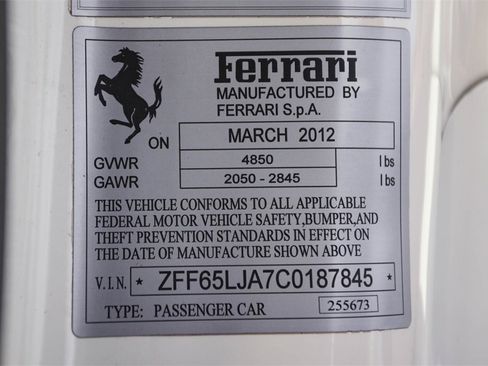 Ferrari
MANUFACTURED BY
FERRARI S.p.A.
ON MARCH 2012
GVWR 4850 lbs
GAWR 2050 - 2845 lbs
THIS VEHICLE CONFORMS TO ALL APPLICABLE
FEDERAL MOTOR VEHICLE SAFETY,BUMPER,AND
THEFT PREVENTION STANDARDS IN EFFECT ON
THE DATE OF MANUFACTURE SHOWN ABOVE
V.I.N. * ZFF65LJA7C0187845 *
TYPE: PASSENGER CAR 255673